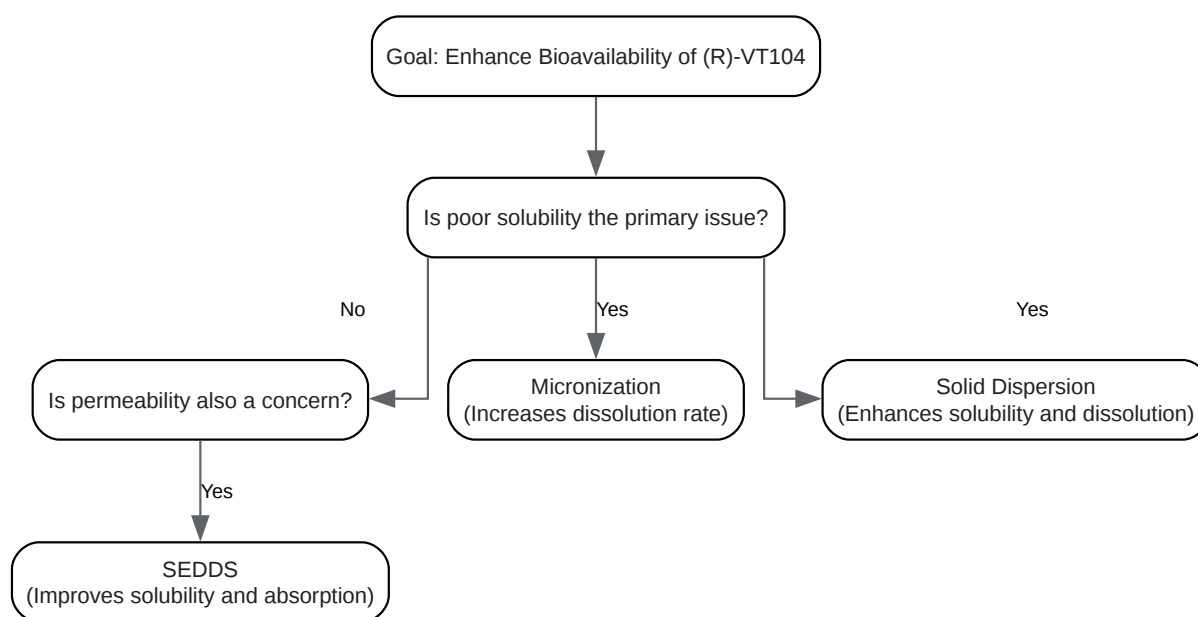 Goal: Enhance Bioavailability of (R)-VT104
Is poor solubility the primary issue?
No
Yes
Yes
Is permeability also a concern?
Micronization
(Increases dissolution rate)
Solid Dispersion
(Enhances solubility and dissolution)
Yes
SEDDS
(Improves solubility and absorption)